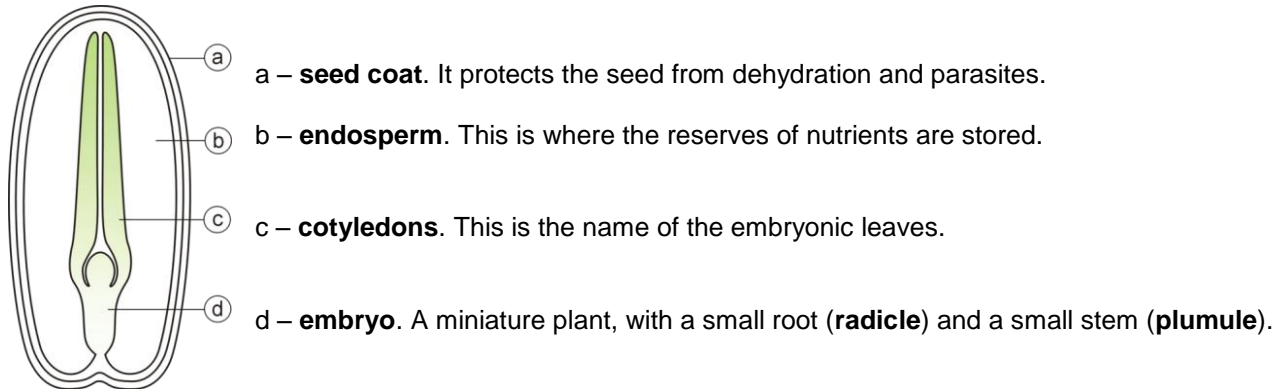 a
a – seed coat. It protects the seed from dehydration and parasites.
b
b – endosperm. This is where the reserves of nutrients are stored.
c
c – cotyledons. This is the name of the embryonic leaves.
d
d – embryo. A miniature plant, with a small root (radicle) and a small stem (plumule).